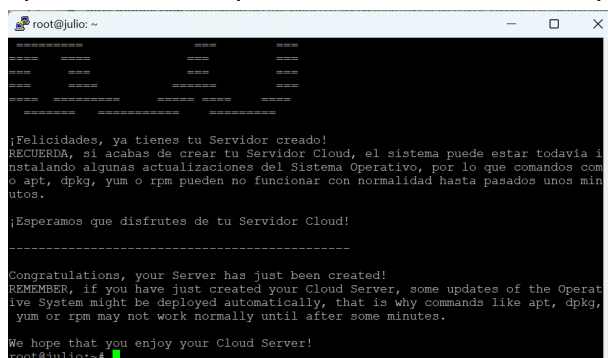 root@julio: ~
=========                  ===        ===
====   ====                ===        ===
===     ===                ===        ===
===      ====            ======       ===
====  =========     ===== ====    ====
  =======   ===========    =========
¡Felicidades, ya tienes tu Servidor creado!
RECUERDA, si acabas de crear tu Servidor Cloud, el sistema puede estar todavía i
nstalando algunas actualizaciones del Sistema Operativo, por lo que comandos com
o apt, dpkg, yum o rpm pueden no funcionar con normalidad hasta pasados unos min
utos.
¡Esperamos que disfrutes de tu Servidor Cloud!
----------------------------------------------
Congratulations, your Server has just been created!
REMEMBER, if you have just created your Cloud Server, some updates of the Operat
ive System might be deployed automatically, that is why commands like apt, dpkg,
yum or rpm may not work normally until after some minutes.
We hope that you enjoy your Cloud Server!
root@julio:~#